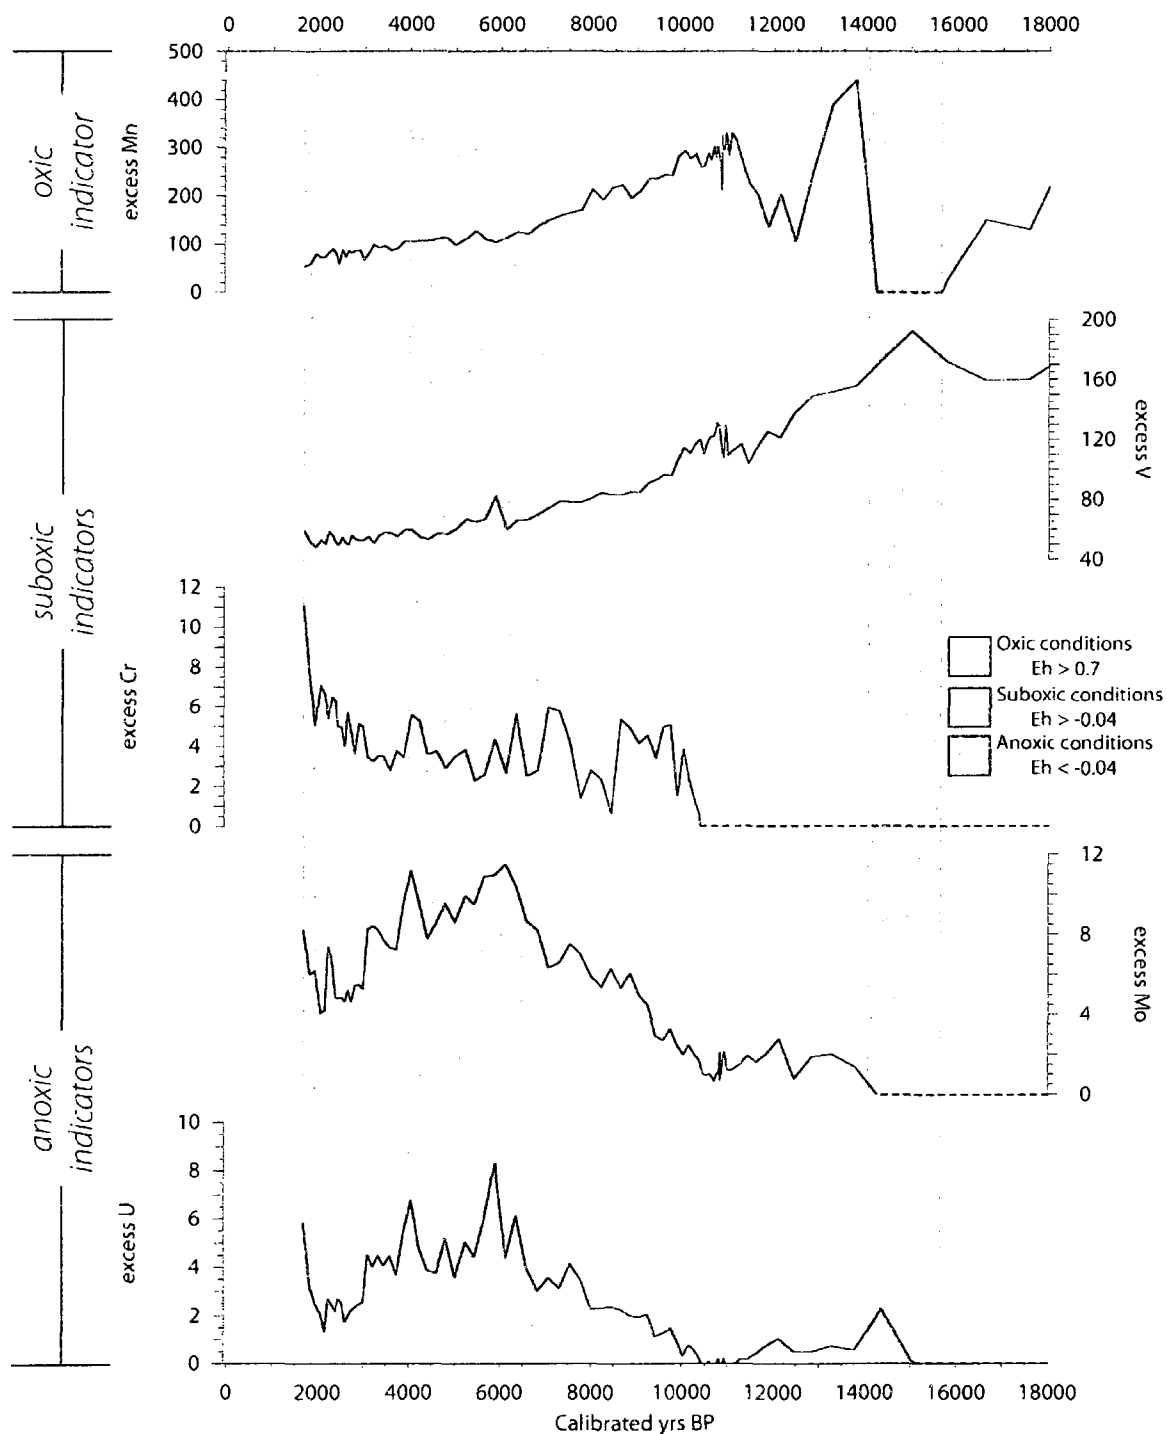 0 2000 4000 6000 8000 10000 12000 14000 16000 18000
oxic
indicator
excess Mn
500
400
300
200
100
0
200
160
120
80
40
excess V
suboxic
indicators
excess Cr
12
10
8
6
4
2
0
Oxic conditions
Eh > 0.7
Suboxic conditions
Eh > -0.04
Anoxic conditions
Eh < -0.04
12
8
4
0
excess Mo
anoxic
indicators
excess U
10
8
6
4
2
0
0 2000 4000 6000 8000 10000 12000 14000 16000 18000
Calibrated yrs BP